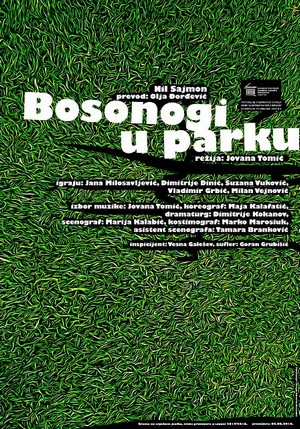 Nil Sajmon
prevod: Olja Đorđević
Bosonogi
u parku
režija: Jovana Tomić
igraju: Jana Milosavljević, Dimitrije Dinić, Suzana Vuković,
Vladimir Grbić, Milan Vejnović
izbor muzike: Jovana Tomić, koreograf: Maja Kalafatić,
dramaturg: Dimitrije Kokanov,
scenograf: Marija Kalabić, kostimograf: Marko Marosiuk,
asistent scenografa: Tamara Branković
inspicijent: Vesna Galešev, sufler: Goran Grubišić